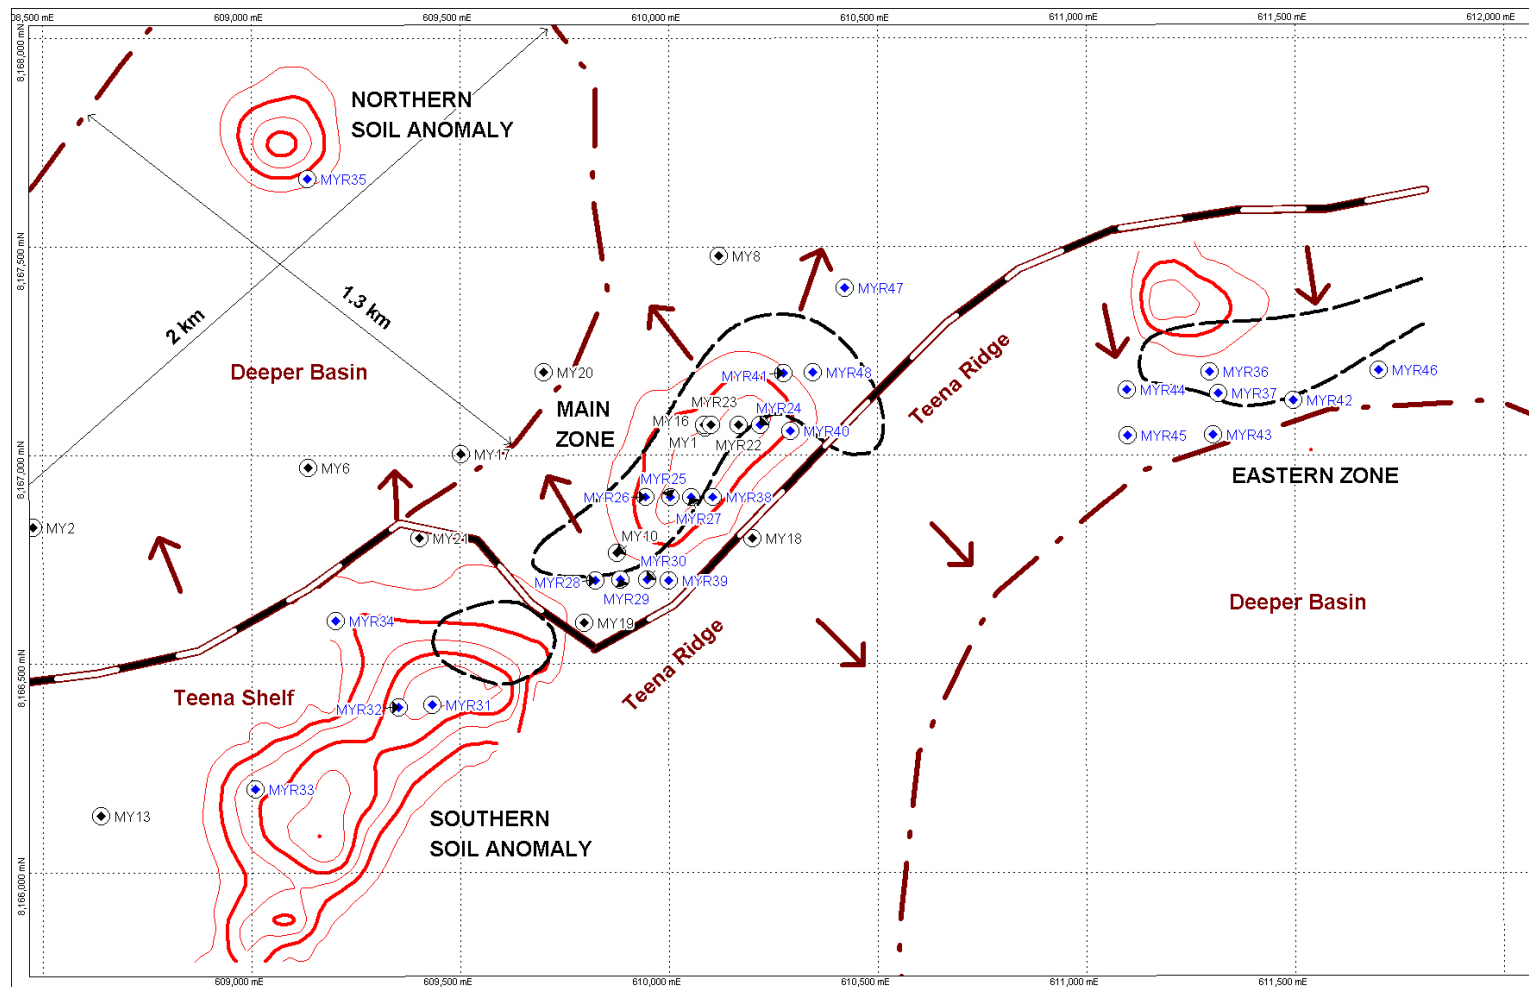 08,500 mE
609,000 mE
609,500 mE
610,000 mE
610,500 mE
611,000 mE
611,500 mE
612,000 mE
8,168,000 mN
NORTHERN
SOIL ANOMALY
MYR35
8,167,500 mN
MY8
MYR47
1.3 km
2 km
Deeper Basin
MY20
MYR41
MYR48
Teena Ridge
MYR36
MYR46
MYR44
MYR37
MYR42
MAIN
ZONE
MYR23
MY16
MYR24
MY1
MYR22
MYR40
MYR45
MYR43
8,167,000 mN
MY17
MY6
EASTERN ZONE
MYR25
MYR26
MYR38
MYR27
MY2
MY21
MY10
MY18
MYR30
MYR28
MYR39
MYR29
Deeper Basin
MYR34
MY19
Teena Ridge
8,166,500 mN
Teena Shelf
MYR32
MYR31
MYR33
MY13
SOUTHERN
SOIL ANOMALY
8,166,000 mN
609,000 mE
609,500 mE
610,000 mE
610,500 mE
611,000 mE
611,500 mE
612,000 mE